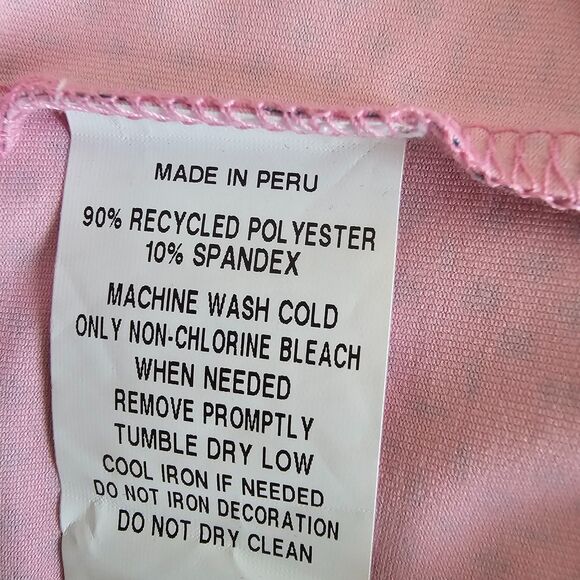 MADE IN PERU
90% RECYCLED POLYESTER
10% SPANDEX
MACHINE WASH COLD
ONLY NON-CHLORINE BLEACH
WHEN NEEDED
REMOVE PROMPTLY
TUMBLE DRY LOW
COOL IRON IF NEEDED
DO NOT IRON DECORATION
DO NOT DRY CLEAN